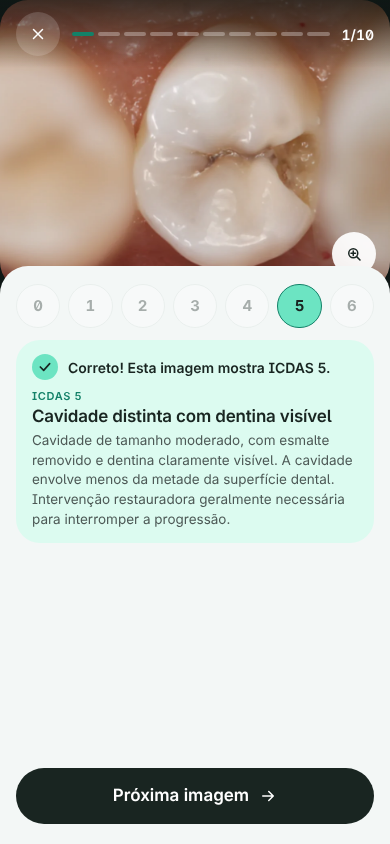 1/10
0 1 2 3 4 5 6
Correto! Esta imagem mostra ICDAS 5.
ICDAS 5
Cavidade distinta com dentina visível
Cavidade de tamanho moderado, com esmalte
removido e dentina claramente visível. A cavidade
envolve menos da metade da superfície dental.
Intervenção restauradora geralmente necessária
para interromper a progressão.
Próxima imagem →